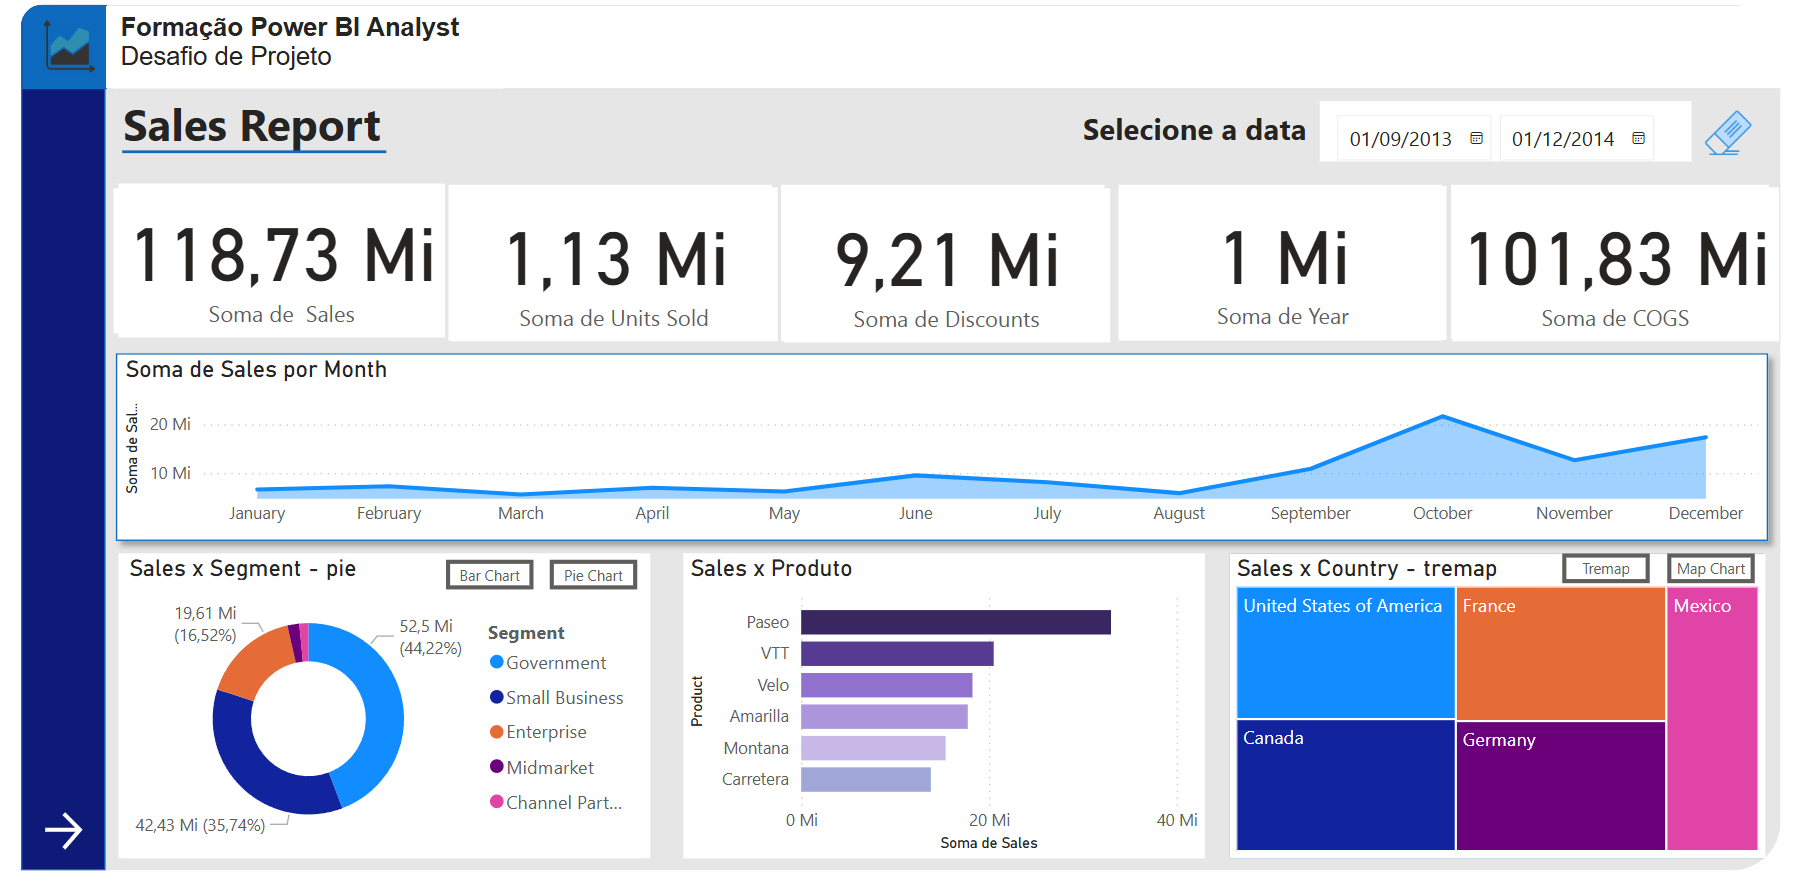 Formação Power BI Analyst
Desafio de Projeto
Sales Report
Selecione a data
01/09/2013
01/12/2014
118,73 Mi
Soma de  Sales
1,13 Mi
Soma de Units Sold
9,21 Mi
Soma de Discounts
1 Mi
Soma de Year
101,83 Mi
Soma de COGS
Soma de Sales por Month
Soma de Sal...
20 Mi
10 Mi
January February March April May June July August September October November December
Sales x Segment - pie
Bar Chart
Pie Chart
19,61 Mi
(16,52%)
52,5 Mi
(44,22%)
42,43 Mi (35,74%)
Segment
Government
Small Business
Enterprise
Midmarket
Channel Part...
Sales x Produto
Product
Paseo
VTT
Velo
Amarilla
Montana
Carretera
0 Mi 20 Mi 40 Mi
Soma de Sales
Sales x Country - tremap
Tremap
Map Chart
United States of America
France
Mexico
Canada
Germany